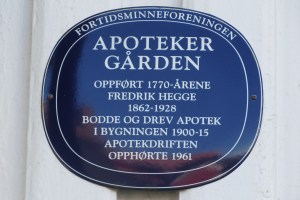 FORTIDSMINNEFORENINGEN
APOTEKER
GÅRDEN
OPPFØRT 1770-ÅRENE
FREDRIK HEGGE
1862-1928
BODDE OG DREV APOTEK
I BYGNINGEN 1900-15
APOTEKDRIFTEN
OPPHØRTE 1961